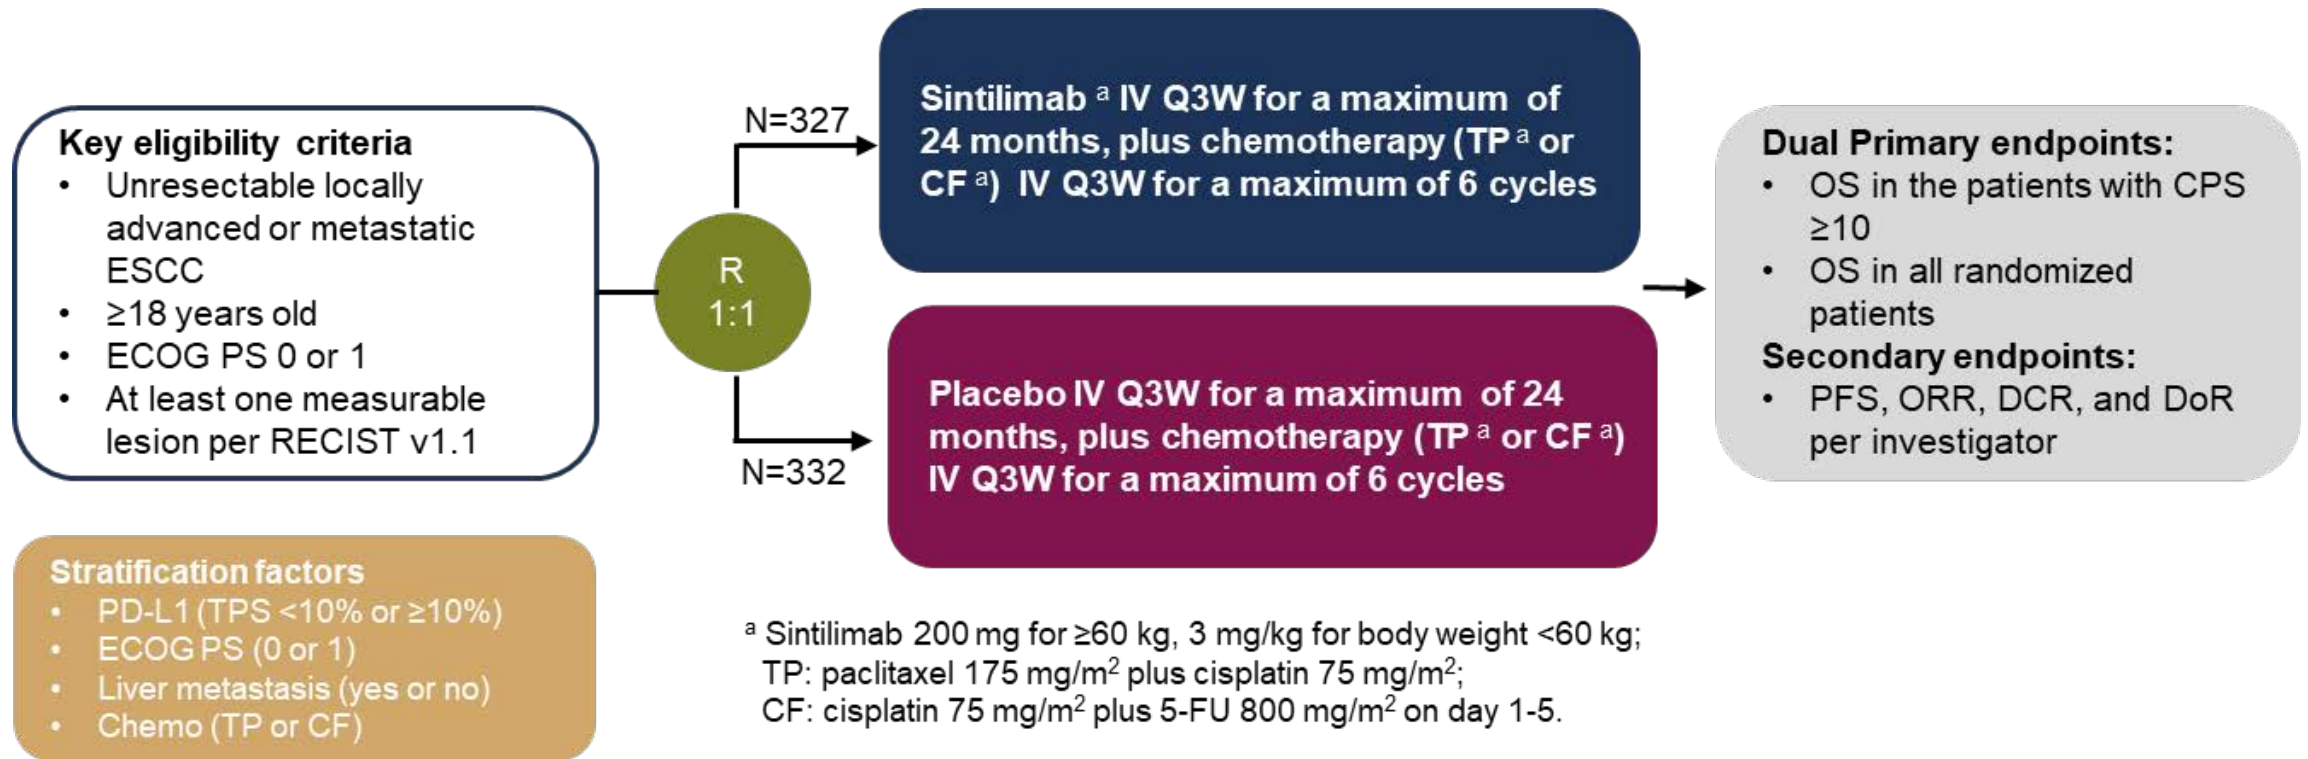 Key eligibility criteria
• Unresectable locally
advanced or metastatic
ESCC
• ≥18 years old
• ECOG PS 0 or 1
• At least one measurable
lesion per RECIST v1.1
Stratification factors
• PD-L1 (TPS <10% or ≥10%)
• ECOG PS (0 or 1)
• Liver metastasis (yes or no)
• Chemo (TP or CF)
R
1:1
N=327
N=332
Sintilimab ᵃ IV Q3W for a maximum of
24 months, plus chemotherapy (TP ᵃ or
CF ᵃ) IV Q3W for a maximum of 6 cycles
Placebo IV Q3W for a maximum of 24
months, plus chemotherapy (TP ᵃ or CF ᵃ)
IV Q3W for a maximum of 6 cycles
ᵃ Sintilimab 200 mg for ≥60 kg, 3 mg/kg for body weight <60 kg;
TP: paclitaxel 175 mg/m² plus cisplatin 75 mg/m²;
CF: cisplatin 75 mg/m² plus 5-FU 800 mg/m² on day 1-5.
Dual Primary endpoints:
• OS in the patients with CPS
≥10
• OS in all randomized
patients
Secondary endpoints:
• PFS, ORR, DCR, and DoR
per investigator